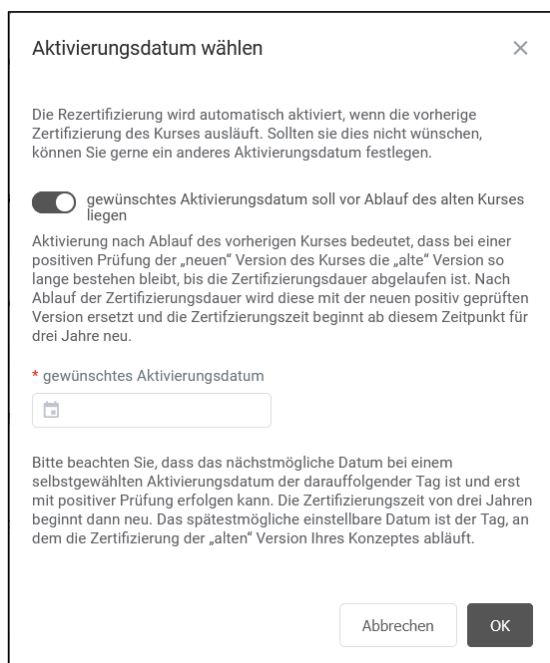 Aktivierungsdatum wählen
Die Rezertifizierung wird automatisch aktiviert, wenn die vorherige
Zertifizierung des Kurses ausläuft. Sollten sie dies nicht wünschen,
können Sie gerne ein anderes Aktivierungsdatum festlegen.
gewünschtes Aktivierungsdatum soll vor Ablauf des alten Kurses
liegen
Aktivierung nach Ablauf des vorherigen Kurses bedeutet, dass bei einer
positiven Prüfung der „neuen“ Version des Kurses die „alte“ Version so
lange bestehen bleibt, bis die Zertifizierungsdauer abgelaufen ist. Nach
Ablauf der Zertifizierungsdauer wird diese mit der neuen positiv geprüften
Version ersetzt und die Zertifzierungszeit beginnt ab diesem Zeitpunkt für
drei Jahre neu.
* gewünschtes Aktivierungsdatum
Bitte beachten Sie, dass das nächstmögliche Datum bei einem
selbstgewählten Aktivierungsdatum der darauffolgender Tag ist und erst
mit positiver Prüfung erfolgen kann. Die Zertifizierungszeit von drei Jahren
beginnt dann neu. Das spätestmögliche einstellbare Datum ist der Tag, an
dem die Zertifizierung der „alten“ Version Ihres Konzeptes abläuft.
Abbrechen OK